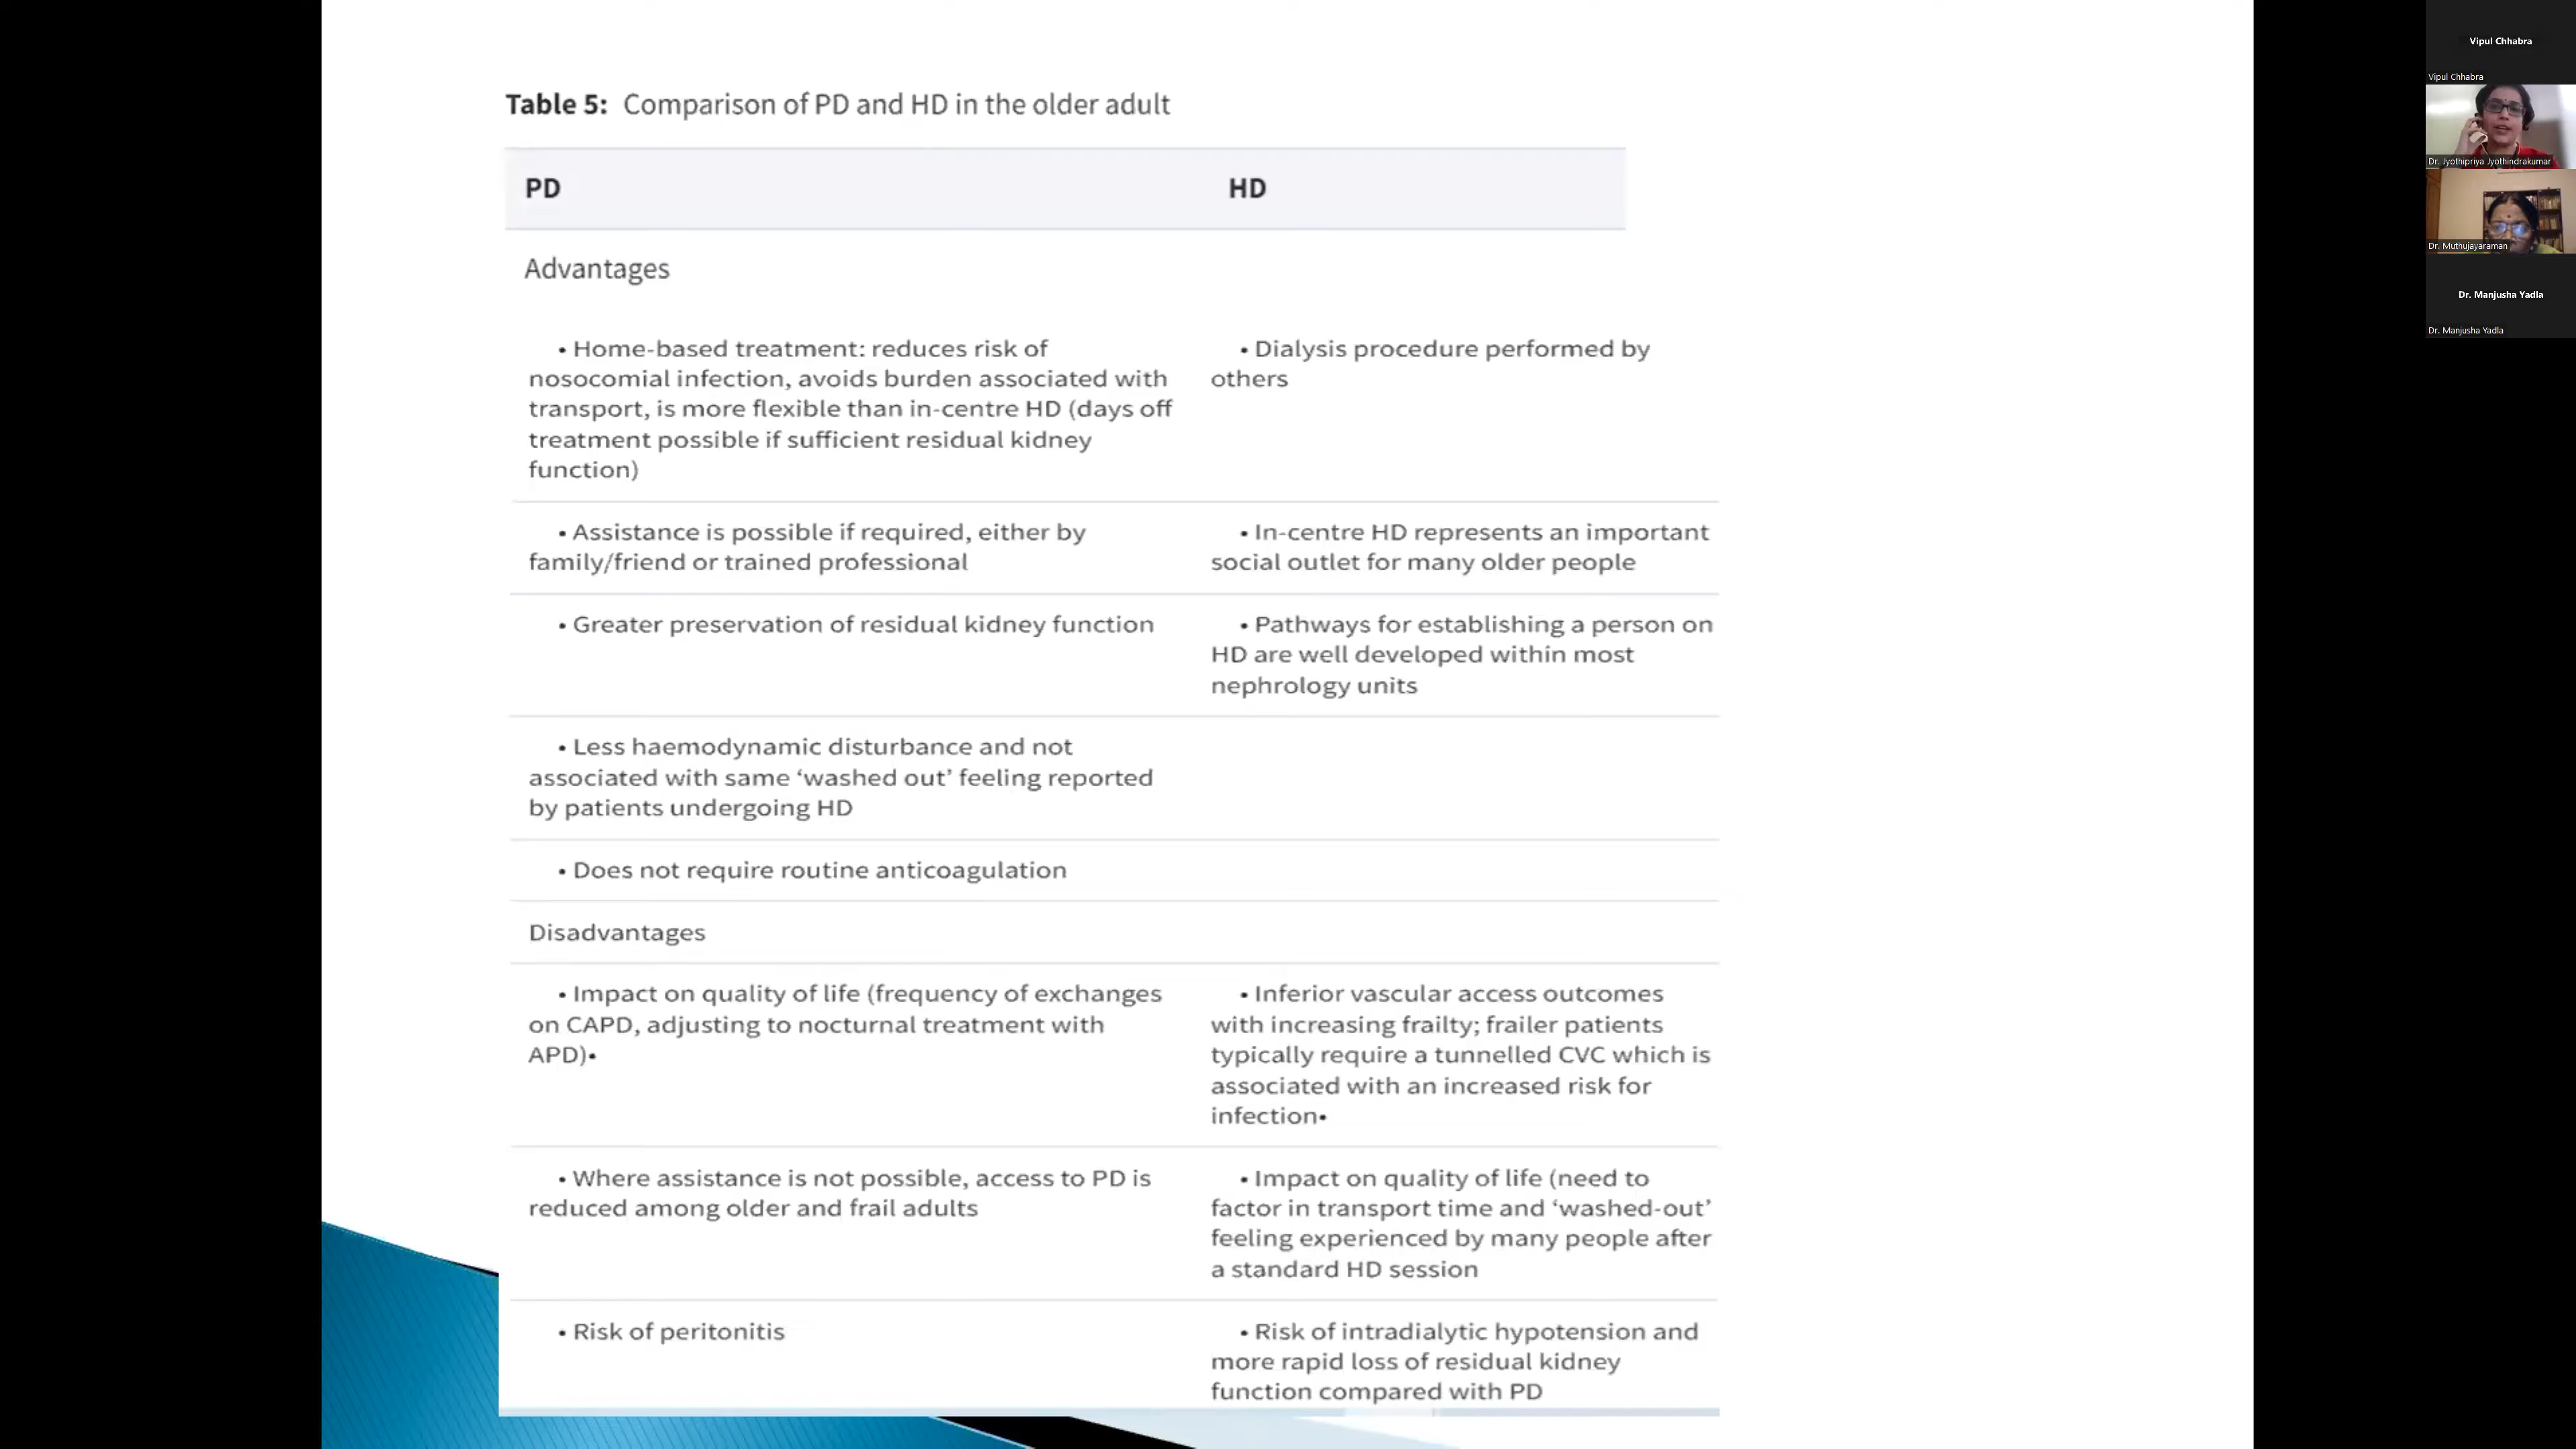 Table 5: Comparison of PD and HD in the older adult
PD
HD
Advantages
• Home-based treatment: reduces risk of
nosocomial infection, avoids burden associated with
transport, is more flexible than in-centre HD (days off
treatment possible if sufficient residual kidney
function)
• Dialysis procedure performed by
others
• Assistance is possible if required, either by
family/friend or trained professional
• In-centre HD represents an important
social outlet for many older people
• Greater preservation of residual kidney function
• Pathways for establishing a person on
HD are well developed within most
nephrology units
• Less haemodynamic disturbance and not
associated with same ‘washed out’ feeling reported
by patients undergoing HD
• Does not require routine anticoagulation
Disadvantages
• Impact on quality of life (frequency of exchanges
on CAPD, adjusting to nocturnal treatment with
APD)•
• Inferior vascular access outcomes
with increasing frailty; frailer patients
typically require a tunnelled CVC which is
associated with an increased risk for
infection•
• Where assistance is not possible, access to PD is
reduced among older and frail adults
• Impact on quality of life (need to
factor in transport time and ‘washed-out’
feeling experienced by many people after
a standard HD session
• Risk of peritonitis
• Risk of intradialytic hypotension and
more rapid loss of residual kidney
function compared with PD
Vipul Chhabra
Vipul Chhabra
Dr. Jyothipriya Jyothindrakumar
Dr. Muthujayaraman
Dr. Manjusha Yadla
Dr. Manjusha Yadla